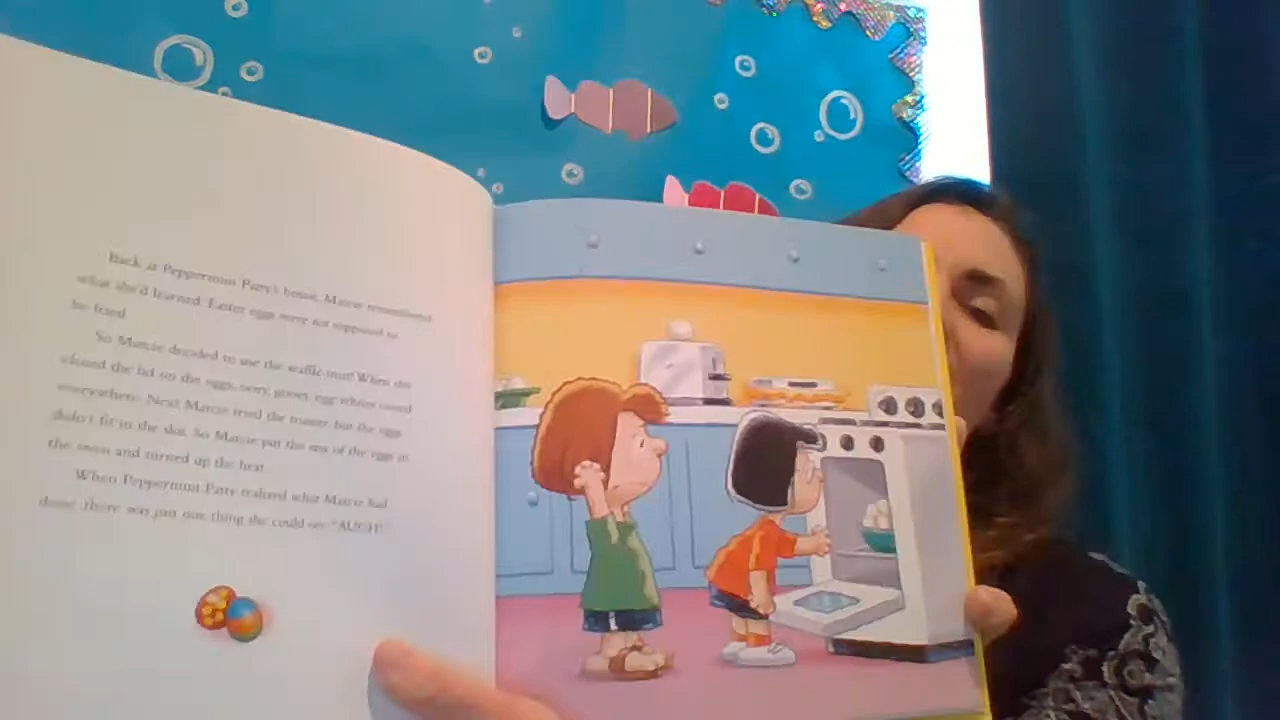 Back at Peppermint Patty's house, Marcie remembered
what she'd learned: Easter eggs were not supposed to
be fried.
So Marcie decided to use the waffle iron! When she
closed the lid on the eggs, oozy, gooey egg whites oozed
everywhere. Next Marcie tried the toaster, but the eggs
didn't fit in the slot. So Marcie put the rest of the eggs in
the oven and turned up the heat.
When Peppermint Patty realized what Marcie had
done, there was just one thing she could say: "AUGH!"